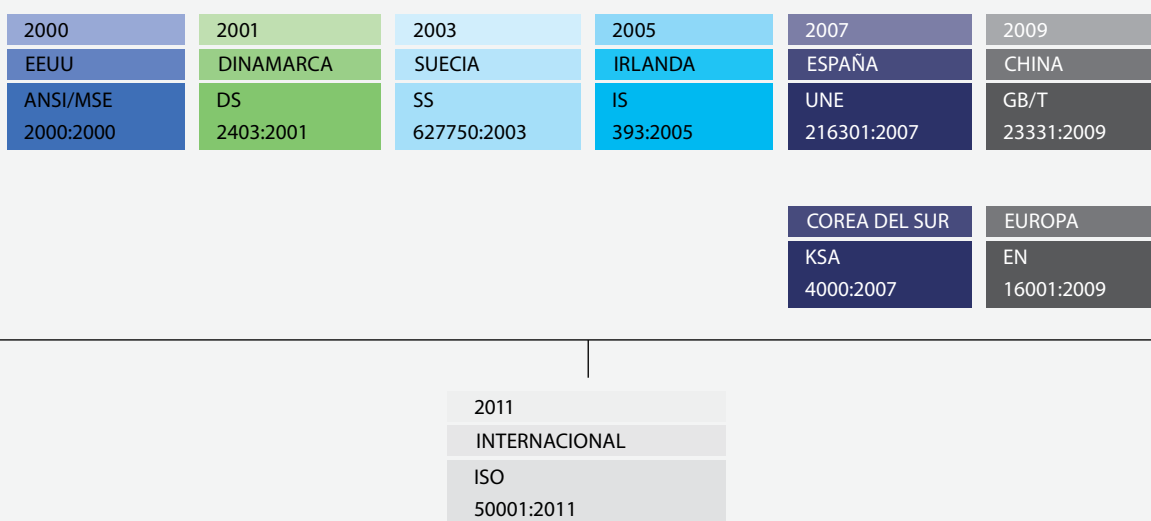 2000
EEUU
ANSI/MSE
2000:2000
2001
DINAMARCA
DS
2403:2001
2003
SUECIA
SS
627750:2003
2005
IRLANDA
IS
393:2005
2007
ESPAÑA
UNE
216301:2007
COREA DEL SUR
KSA
4000:2007
2009
CHINA
GB/T
23331:2009
EUROPA
EN
16001:2009
2011
INTERNACIONAL
ISO
50001:2011